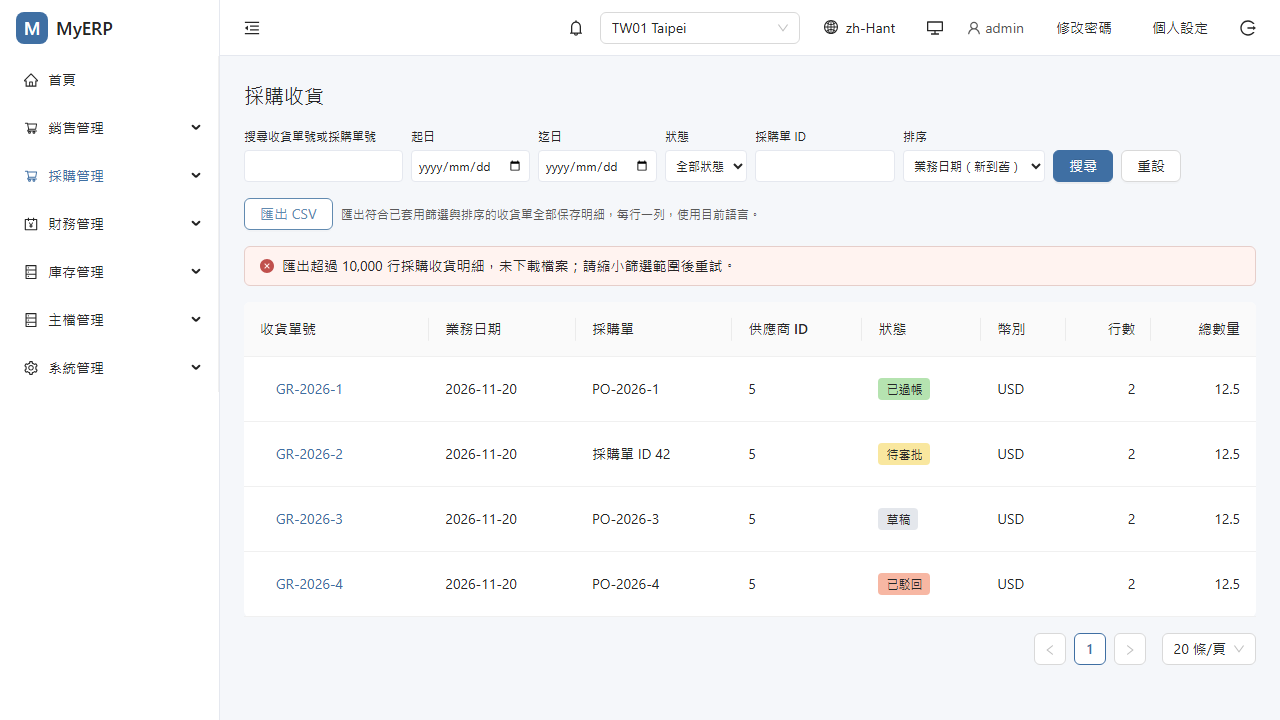 M MyERP
TW01 Taipei
zh-Hant
admin
修改密碼
個人設定
首頁
銷售管理
採購管理
財務管理
庫存管理
主檔管理
系統管理
採購收貨
搜尋收貨單號或採購單號
起日
迄日
狀態
採購單 ID
排序
yyyy/mm/dd
yyyy/mm/dd
全部狀態
業務日期（新到舊）
搜尋
重設
匯出 CSV
匯出符合已套用篩選與排序的收貨單全部保存明細，每行一列，使用目前語言。
匯出超過 10,000 行採購收貨明細，未下載檔案；請縮小篩選範圍後重試。
收貨單號 業務日期 採購單 供應商 ID 狀態 幣別 行數 總數量
GR-2026-1 2026-11-20 PO-2026-1 5 已過帳 USD 2 12.5
GR-2026-2 2026-11-20 採購單 ID 42 5 待審批 USD 2 12.5
GR-2026-3 2026-11-20 PO-2026-3 5 草稿 USD 2 12.5
GR-2026-4 2026-11-20 PO-2026-4 5 已駁回 USD 2 12.5
1
20 條/頁